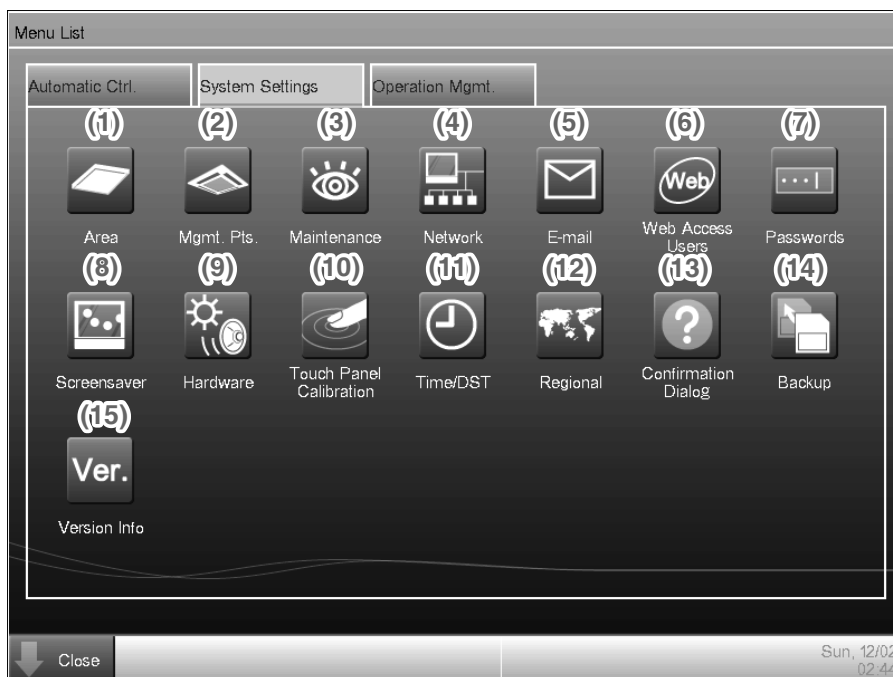 Menu List
Automatic Ctrl. System Settings Operation Mgmt.
(1) (2) (3) (4) (5) (6) (7)
Web
Area Mgmt. Pts. Maintenance Network E-mail Web Access Users Passwords
(8) (9) (10) (11) (12) (13) (14)
?
Screensaver Hardware Touch Panel Calibration Time/DST Regional Confirmation Dialog Backup
(15)
Ver.
Version Info
Close
Sun, 12/02
02:44